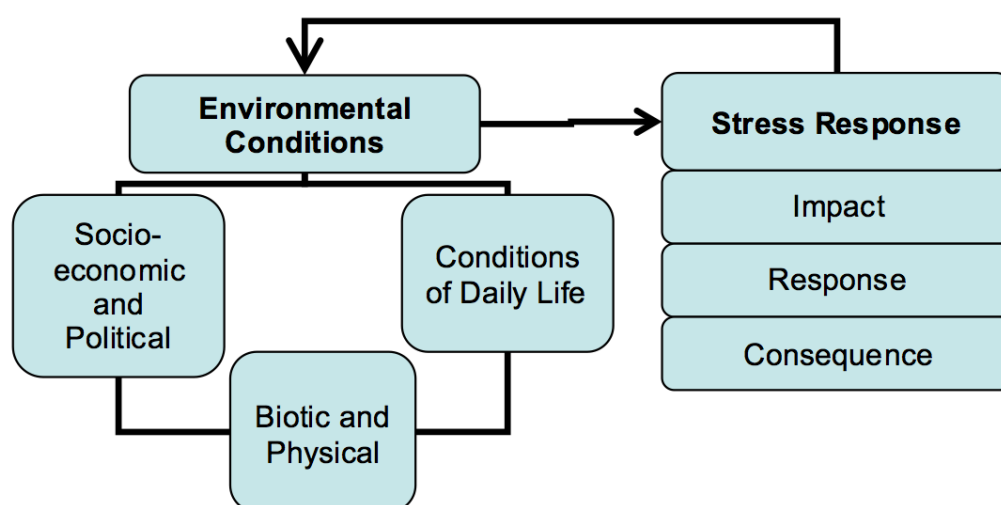 Environmental
Conditions
Stress Response
Socio-
economic
and
Political
Conditions
of Daily Life
Biotic and
Physical
Impact
Response
Consequence